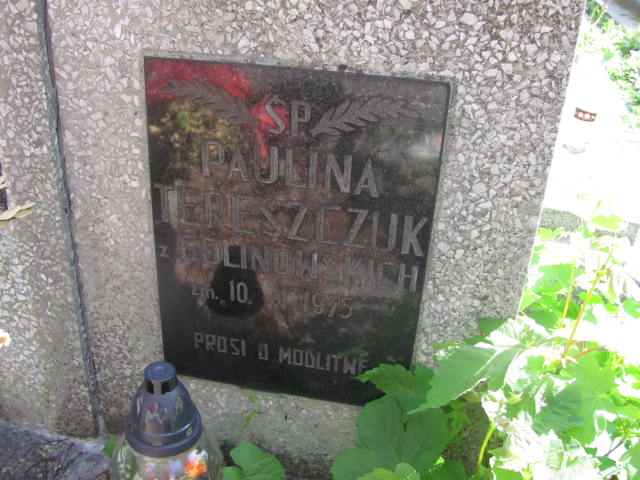 ŚP
PAULINA
TERESZCZUK
z GOLINOWSKICH
zm. 10. 1975
PROSI O MODLITWĘ